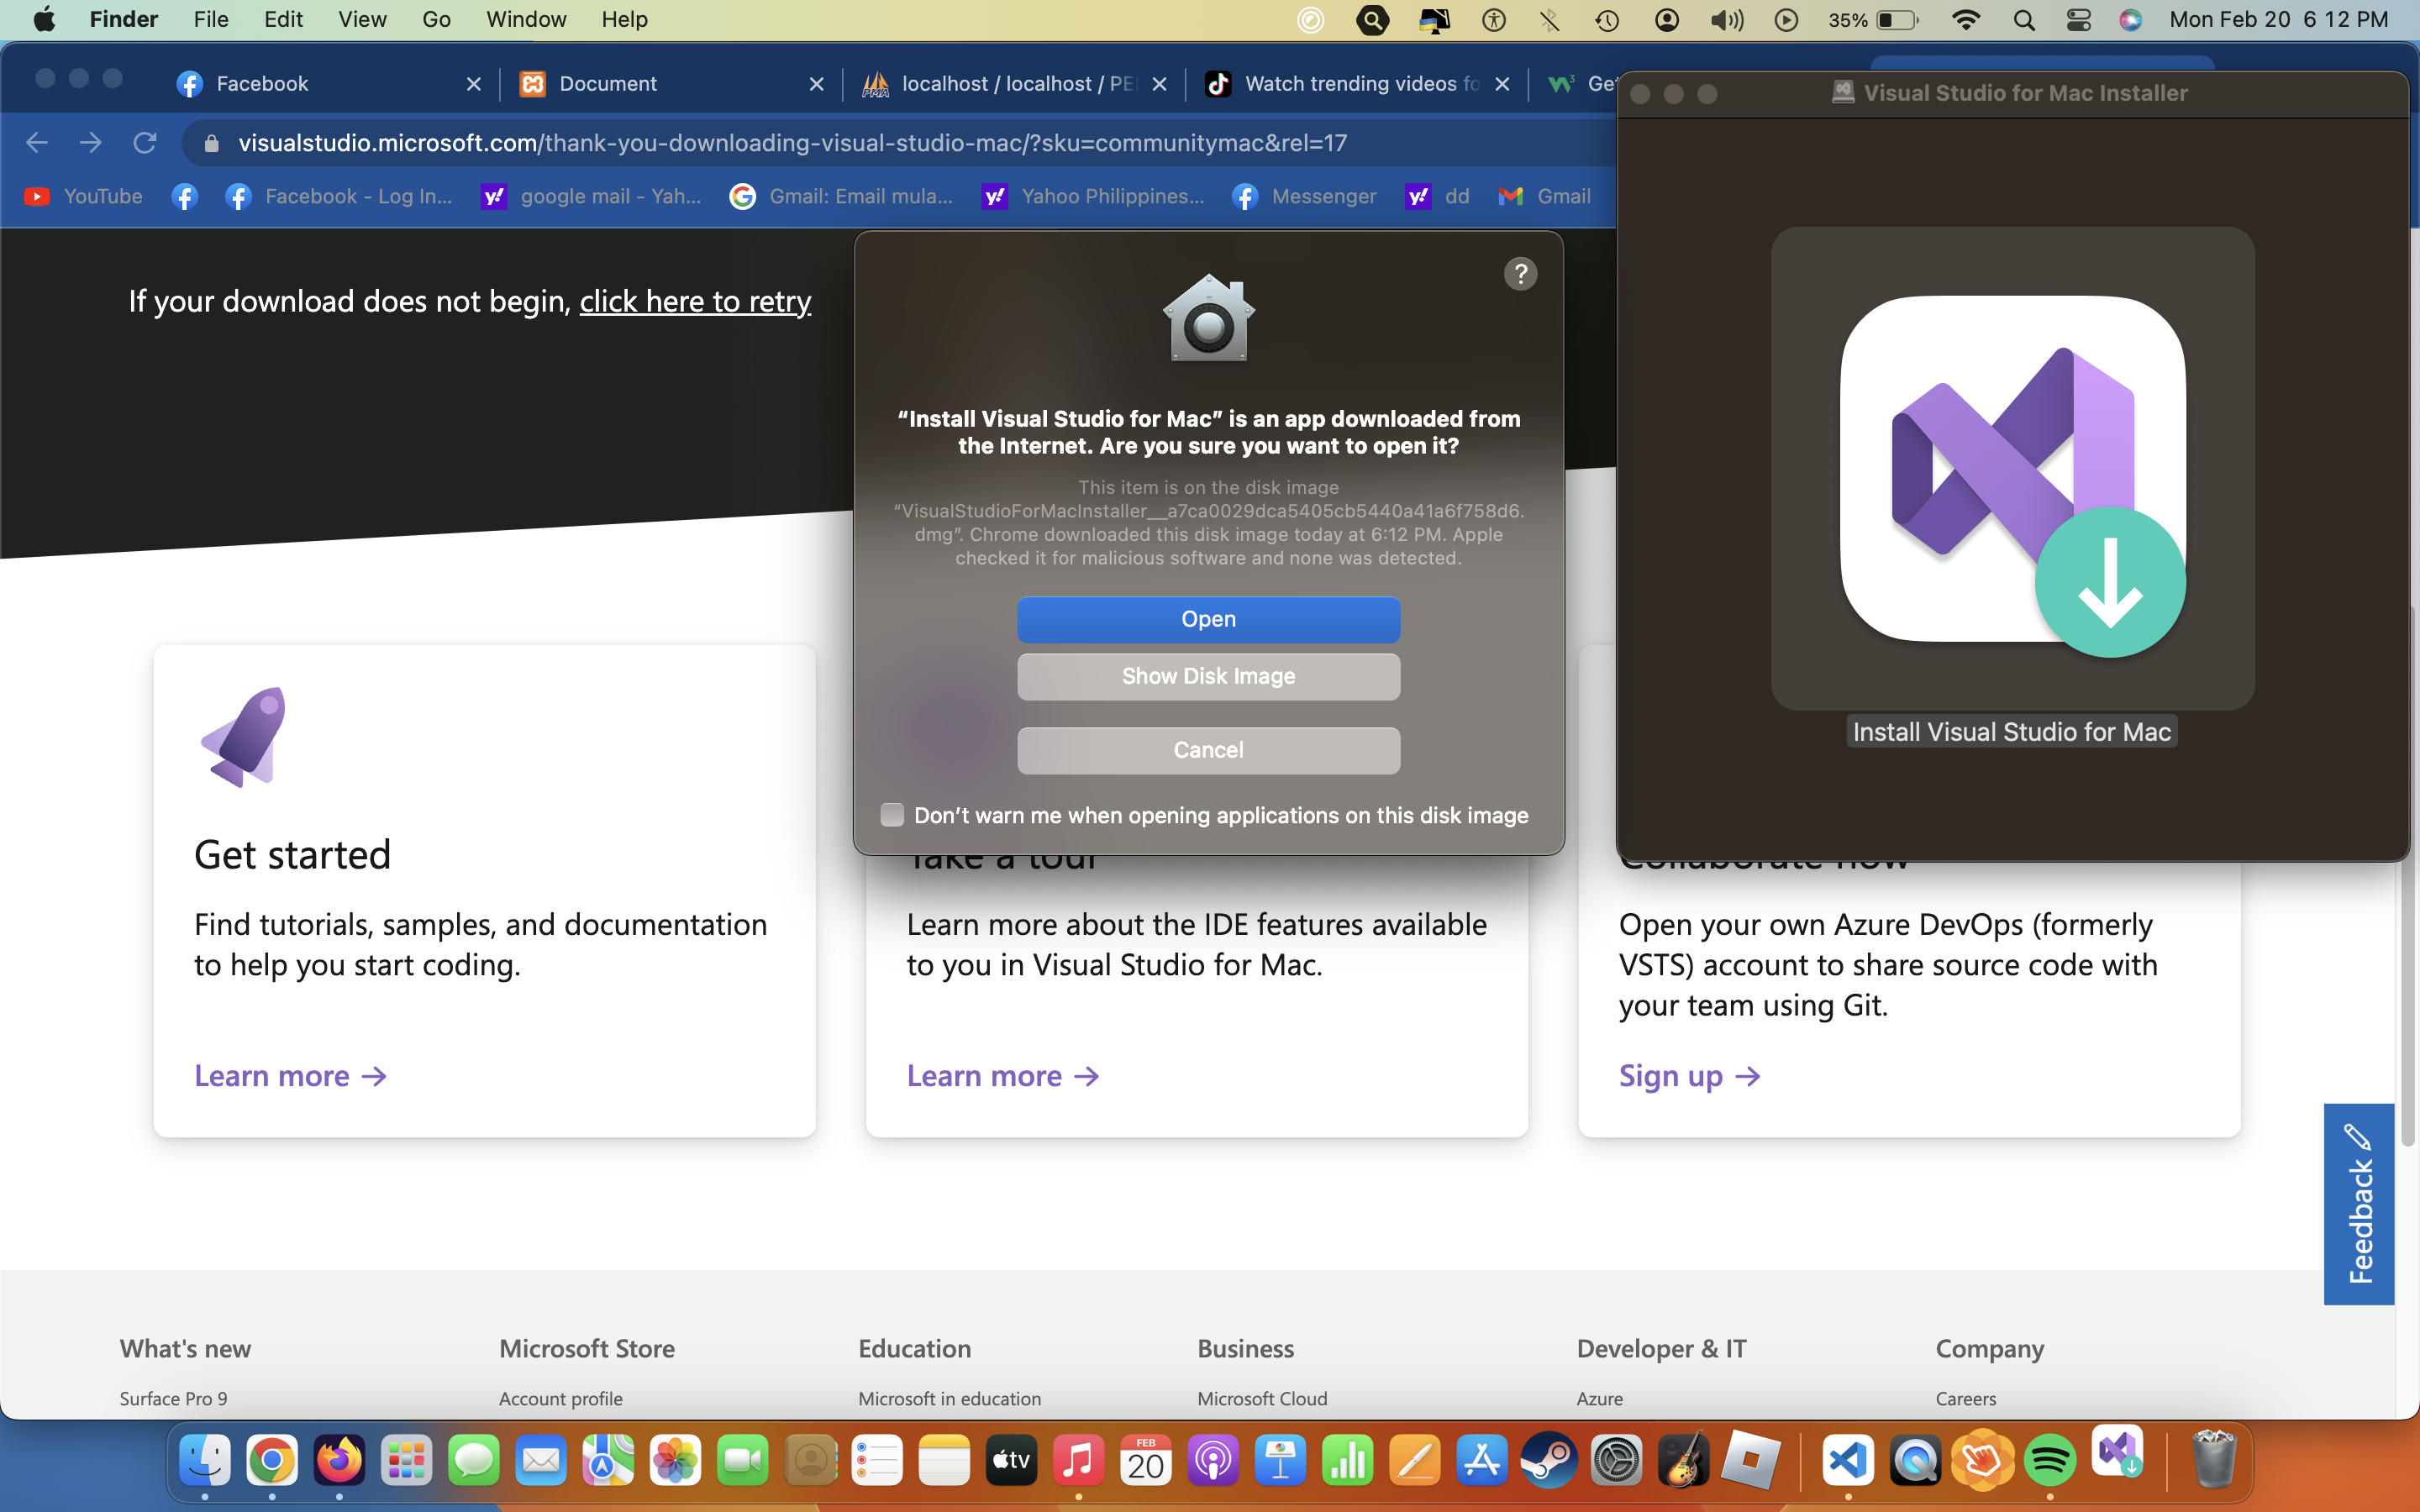 Finder File Edit View Go Window Help
35%
Mon Feb 20 6 12 PM
Facebook
Document
localhost / localhost / PE
Watch trending videos fo
Ge
visualstudio.microsoft.com/thank-you-downloading-visual-studio-mac/?sku=communitymac&rel=17
YouTube
Facebook - Log In...
google mail - Yah...
Gmail: Email mula...
Yahoo Philippines...
Messenger
dd
Gmail
If your download does not begin, click here to retry
?
“Install Visual Studio for Mac” is an app downloaded from
the Internet. Are you sure you want to open it?
This item is on the disk image
“VisualStudioForMacInstaller__a7ca0029dca5405cb5440a41a6f758d6.
dmg”. Chrome downloaded this disk image today at 6:12 PM. Apple
checked it for malicious software and none was detected.
Open
Show Disk Image
Cancel
Don’t warn me when opening applications on this disk image
Visual Studio for Mac Installer
Install Visual Studio for Mac
Get started
Find tutorials, samples, and documentation
to help you start coding.
Learn more
Take a tour
Learn more about the IDE features available
to you in Visual Studio for Mac.
Learn more
Collaborate now
Open your own Azure DevOps (formerly
VSTS) account to share source code with
your team using Git.
Sign up
Feedback
What's new
Surface Pro 9
Microsoft Store
Account profile
Education
Microsoft in education
Business
Microsoft Cloud
Developer & IT
Azure
Company
Careers
tv
FEB
20